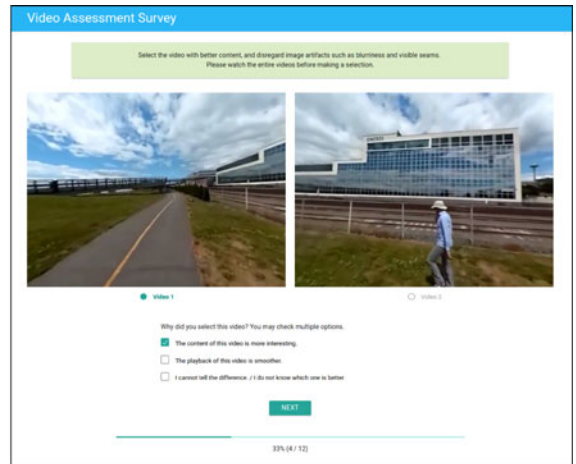 Video Assessment Survey
Select the video with better content, and disregard image artifacts such as blurriness and visible seams.
Please watch the entire videos before making a selection.
Video 1
Video 2
Why did you select this video? You may check multiple options.
The content of this video is more interesting.
The playback of this video is smoother.
I cannot tell the difference. / I do not know which one is better.
NEXT
33% (4 / 12)